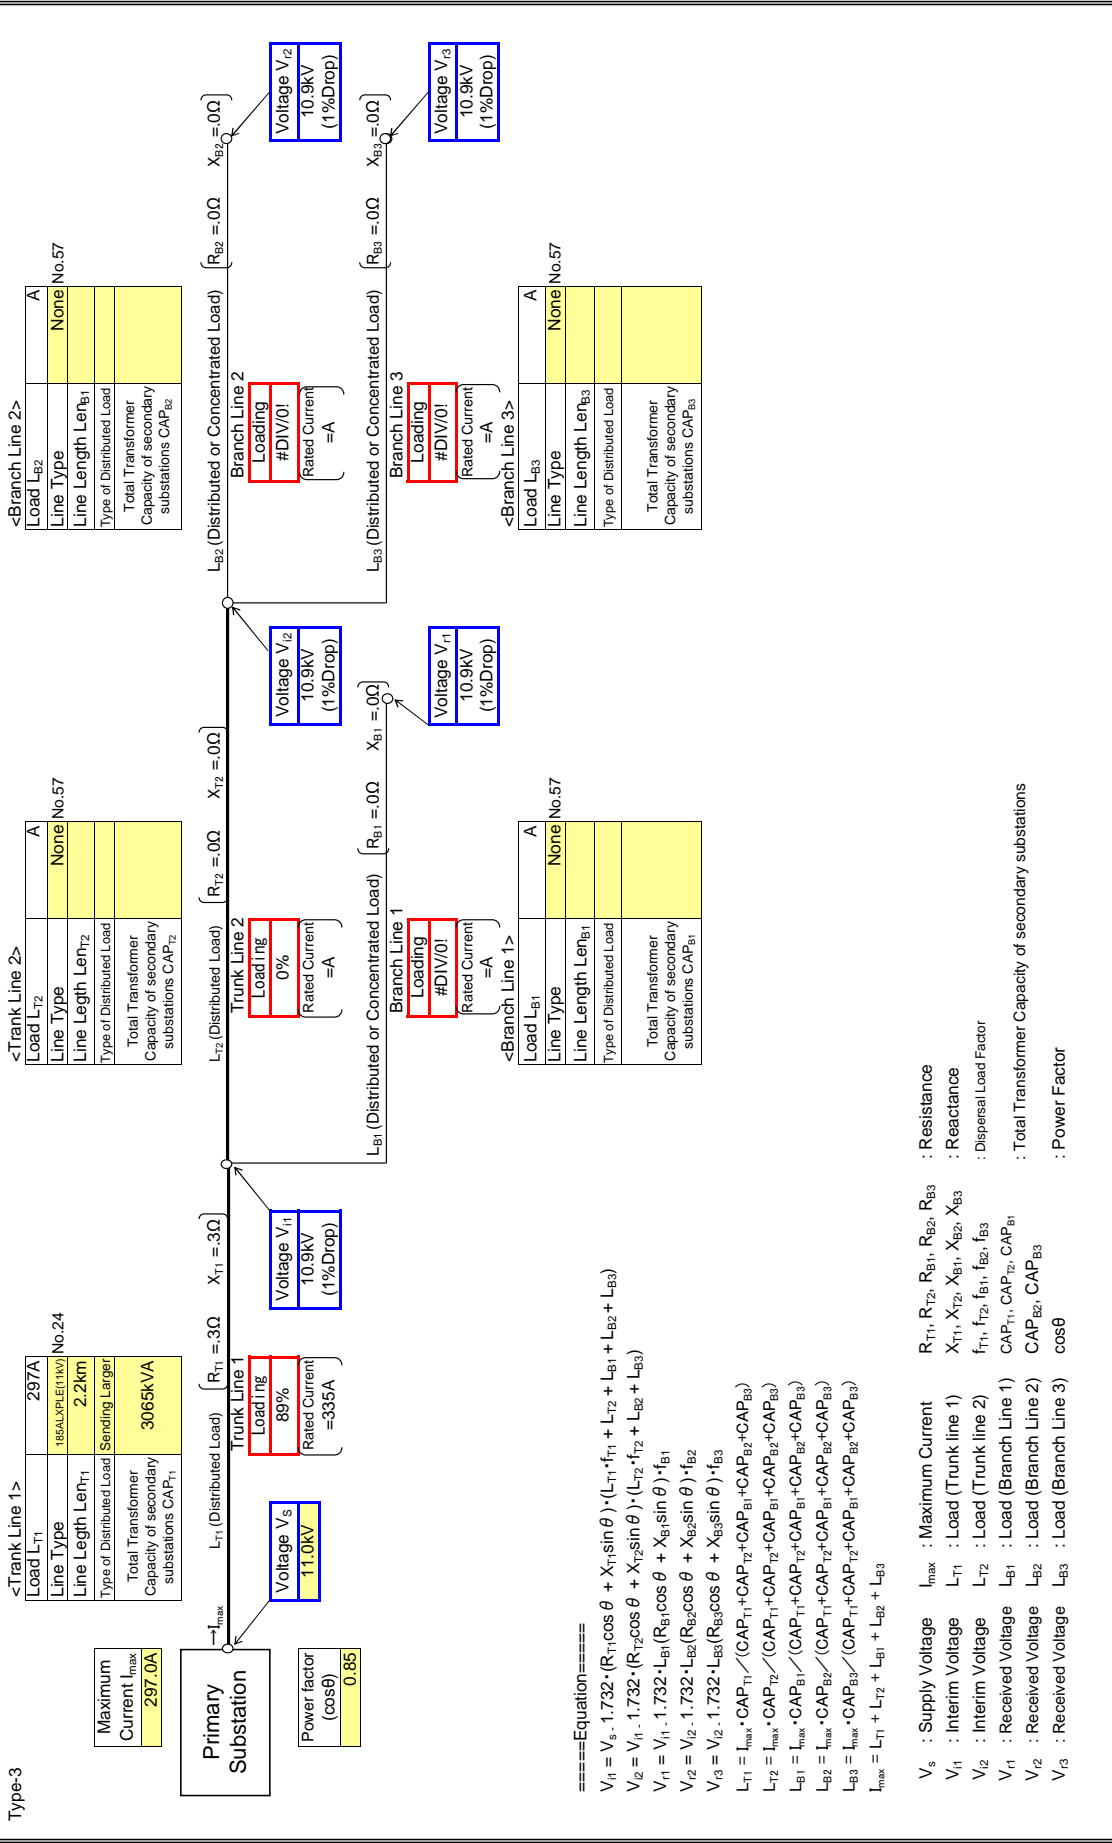 Type-3
<Trank Line 1>
Load LT1 297A
Line Type 185ALXPLE(11kV) No.24
Line Legth LenT1 2.2km
Type of Distributed Load Sending Larger
Total Transformer
Capacity of secondary
substations CAPT1
3065kVA
<Trank Line 2>
Load LT2 A
Line Type None No.57
Line Length LenT2
Type of Distributed Load
Total Transformer
Capacity of secondary
substations CAPT2
<Branch Line 2>
Load LB2 A
Line Type None No.57
Line Length LenB1
Type of Distributed Load
Total Transformer
Capacity of secondary
substations CAPB2
Maximum
Current Imax
297.0A
Primary
Substation
→Imax
Power factor
(cosθ)
0.85
Voltage VS
11.0kV
LT1 (Distributed Load)
RT1 =.3Ω XT1 =.3Ω
Trunk Line 1
Loading
89%
Rated Current
=335A
Voltage Vi1
10.9kV
(1%Drop)
LT2 (Distributed Load)
RT2 =.0Ω XT2 =.0Ω
Trunk Line 2
Loading
0%
Rated Current
=A
Voltage Vi2
10.9kV
(1%Drop)
LB2 (Distributed or Concentrated Load)
RB2 =.0Ω XB2 =.0Ω
Branch Line 2
Loading
#DIV/0!
Rated Current
=A
Voltage Vr2
10.9kV
(1%Drop)
LB1 (Distributed or Concentrated Load)
RB1 =.0Ω XB1 =.0Ω
Branch Line 1
Loading
#DIV/0!
Rated Current
=A
Voltage Vr1
10.9kV
(1%Drop)
LB3 (Distributed or Concentrated Load)
RB3 =.0Ω XB3 =.0Ω
Branch Line 3
Loading
#DIV/0!
Rated Current
=A
Voltage Vr3
10.9kV
(1%Drop)
<Branch Line 1>
Load LB1 A
Line Type None No.57
Line Length LenB1
Type of Distributed Load
Total Transformer
Capacity of secondary
substations CAPB1
<Branch Line 3>
Load LB3 A
Line Type None No.57
Line Length LenB3
Type of Distributed Load
Total Transformer
Capacity of secondary
substations CAPB3
=====Equation=====
Vi1 = Vs - 1.732・(RT1cos θ + XT1sin θ)・(LT1・fT1 + LT2 + LB1 + LB2 + LB3)
Vi2 = Vi1 - 1.732・(RT2cos θ + XT2sin θ)・(LT2・fT2 + LB2 + LB3)
Vr1 = Vi1 - 1.732・LB1(RB1cos θ + XB1sin θ)・fB1
Vr2 = Vi2 - 1.732・LB2(RB2cos θ + XB2sin θ)・fB2
Vr3 = Vi2 - 1.732・LB3(RB3cos θ + XB3sin θ)・fB3
LT1 = Imax・CAPT1/(CAPT1+CAPT2+CAPB1+CAPB2+CAPB3)
LT2 = Imax・CAPT2/(CAPT1+CAPT2+CAPB1+CAPB2+CAPB3)
LB1 = Imax・CAPB1/(CAPT1+CAPT2+CAPB1+CAPB2+CAPB3)
LB2 = Imax・CAPB2/(CAPT1+CAPT2+CAPB1+CAPB2+CAPB3)
LB3 = Imax・CAPB3/(CAPT1+CAPT2+CAPB1+CAPB2+CAPB3)
Imax = LT1 + LT2 + LB1 + LB2 + LB3
Vs : Supply Voltage Imax : Maximum Current RT1, RT2, RB1, RB2, RB3 : Resistance
Vi1 : Interim Voltage LT1 : Load (Trunk line 1) XT1, XT2, XB1, XB2, XB3 : Reactance
Vi2 : Interim Voltage LT2 : Load (Trunk line 2) fT1, fT2, fB1, fB2, fB3 : Dispersal Load Factor
Vr1 : Received Voltage LB1 : Load (Branch Line 1) CAPT1, CAPT2, CAPB1 : Total Transformer Capacity of secondary substations
Vr2 : Received Voltage LB2 : Load (Branch Line 2) CAPB2, CAPB3
Vr3 : Received Voltage LB3 : Load (Branch Line 3) cosθ : Power Factor